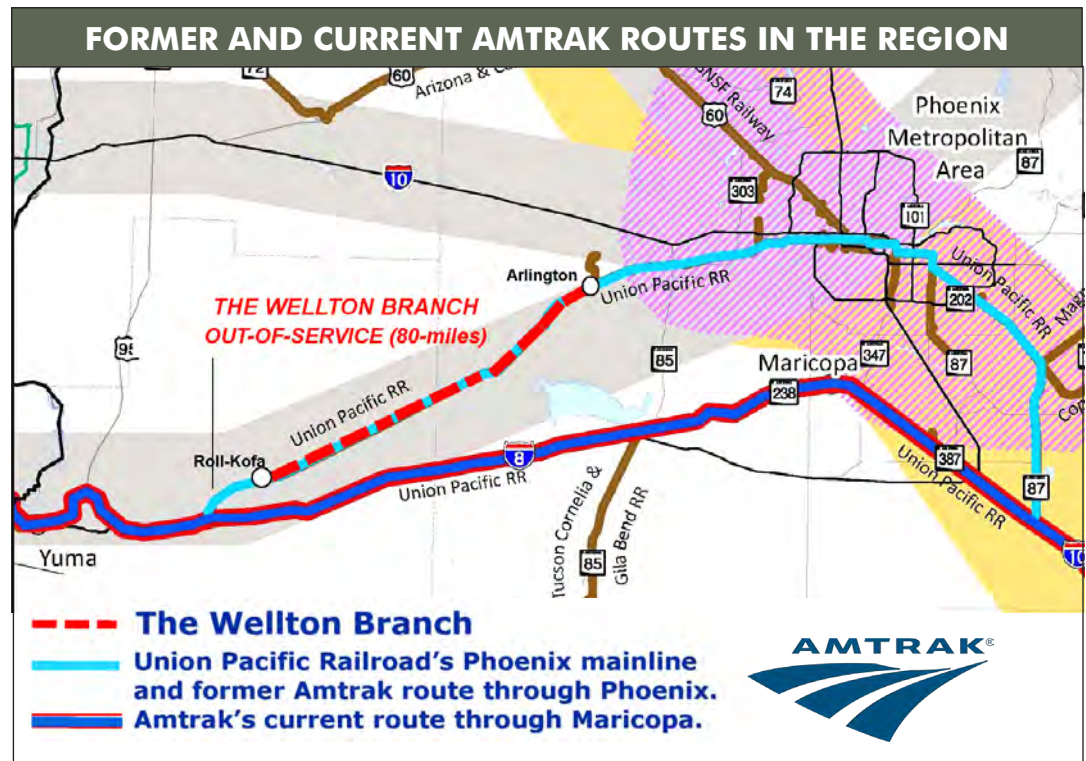 FORMER AND CURRENT AMTRAK ROUTES IN THE REGION
72
60
Arizona & C
BNSF Railway
60
74
Phoenix
Metropolitan
Area
87
10
303
101
Arlington
Union Pacific RR
Union Pacific RR
202
THE WELLTON BRANCH
OUT-OF-SERVICE (80-miles)
95
85
Maricopa
347
87
238
Union Pacific RR
Roll-Kofa
8
Union Pacific RR
387
Union Pacific RR
87
Yuma
Tucson Cornelia &
Gila Bend RR
85
10
The Wellton Branch
Union Pacific Railroad's Phoenix mainline
and former Amtrak route through Phoenix.
Amtrak's current route through Maricopa.
AMTRAK®